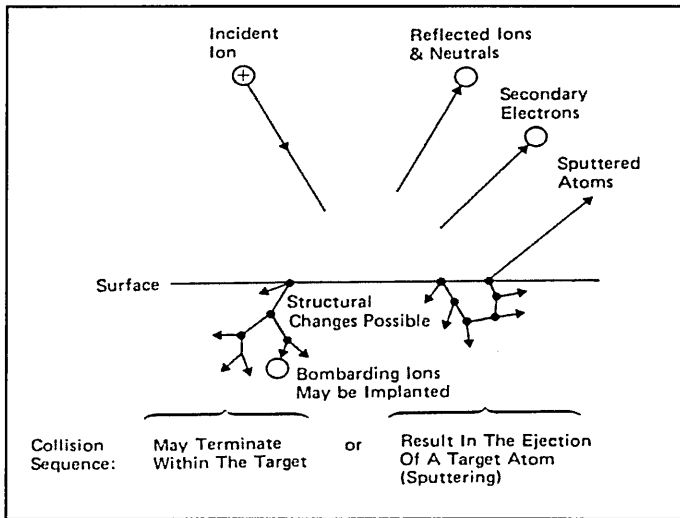 Incident
Ion
+
Reflected Ions
& Neutrals
Secondary
Electrons
Sputtered
Atoms
Surface
Structural
Changes Possible
Bombarding Ions
May be Implanted
Collision
Sequence:
May Terminate
Within The Target
or
Result In The Ejection
Of A Target Atom
(Sputtering)